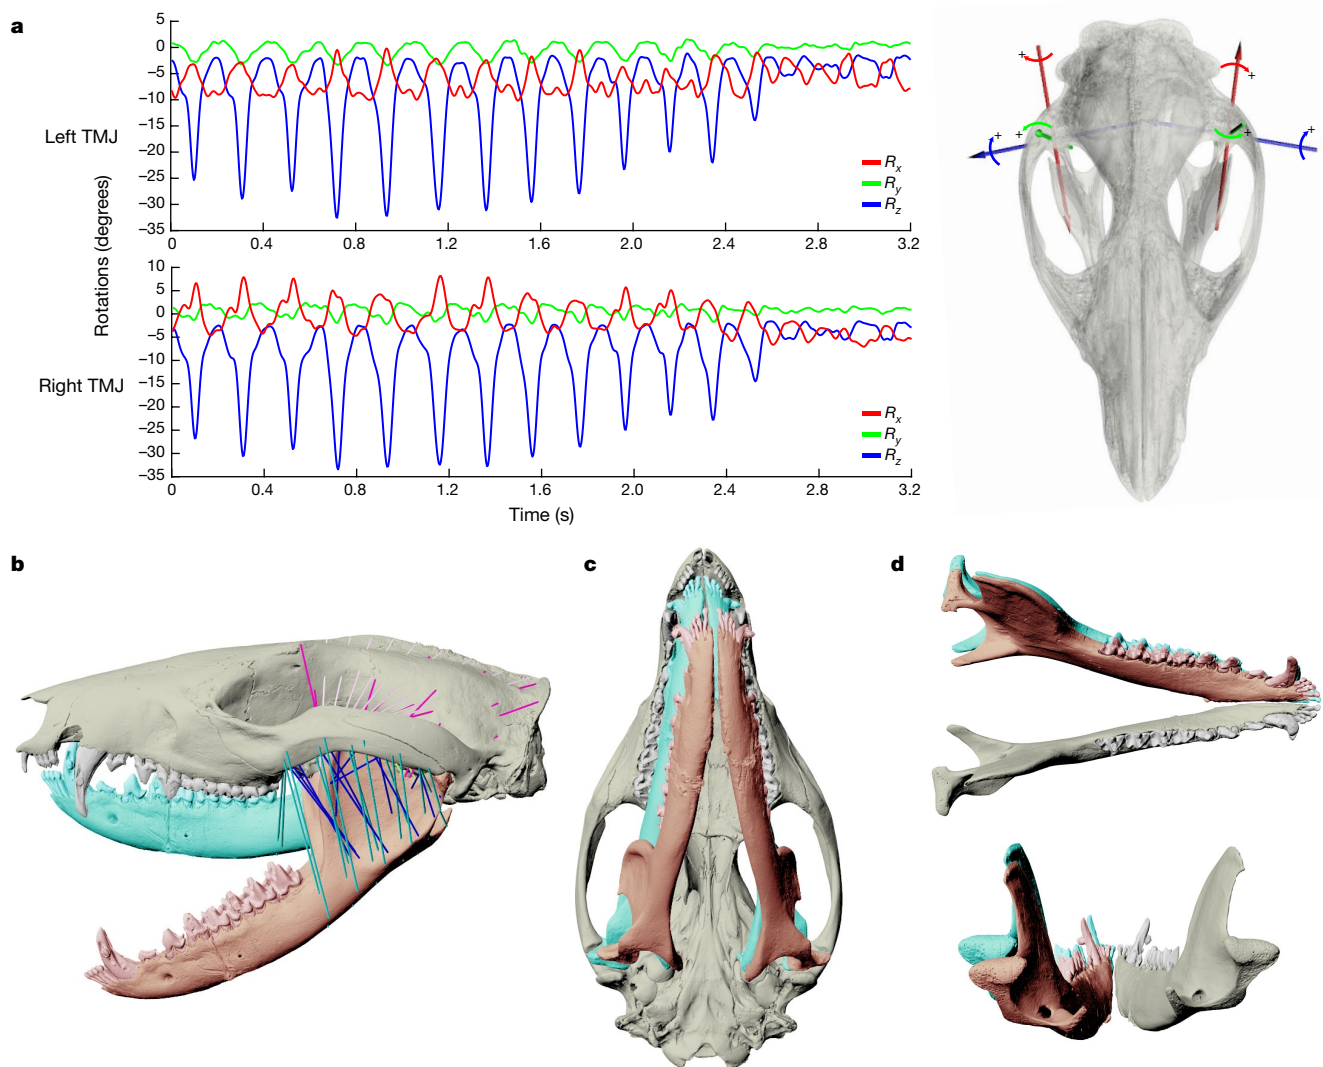 a
5
0
−5
−10
−15
−20
−25
−30
−35
Left TMJ
Rx
Ry
Rz
0 0.4 0.8 1.2 1.6 2.0 2.4 2.8 3.2
Rotations (degrees)
10
5
0
−5
−10
−15
−20
−25
−30
−35
Right TMJ
Rx
Ry
Rz
0 0.4 0.8 1.2 1.6 2.0 2.4 2.8 3.2
Time (s)
+ +
+ + + +
b
c
d